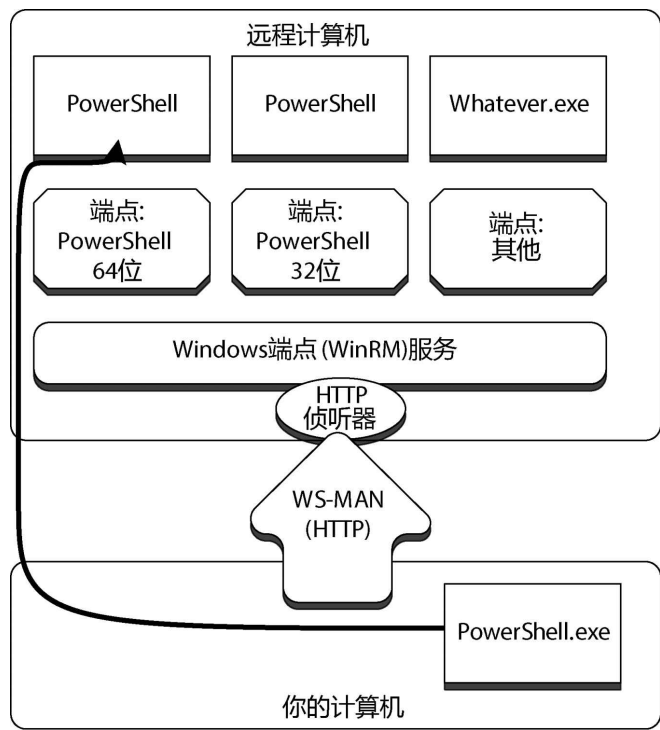 远程计算机
PowerShell
PowerShell
Whatever.exe
端点:
PowerShell
64位
端点:
PowerShell
32位
端点:
其他
Windows端点 (WinRM)服务
HTTP
侦听器
WS-MAN
(HTTP)
PowerShell.exe
你的计算机